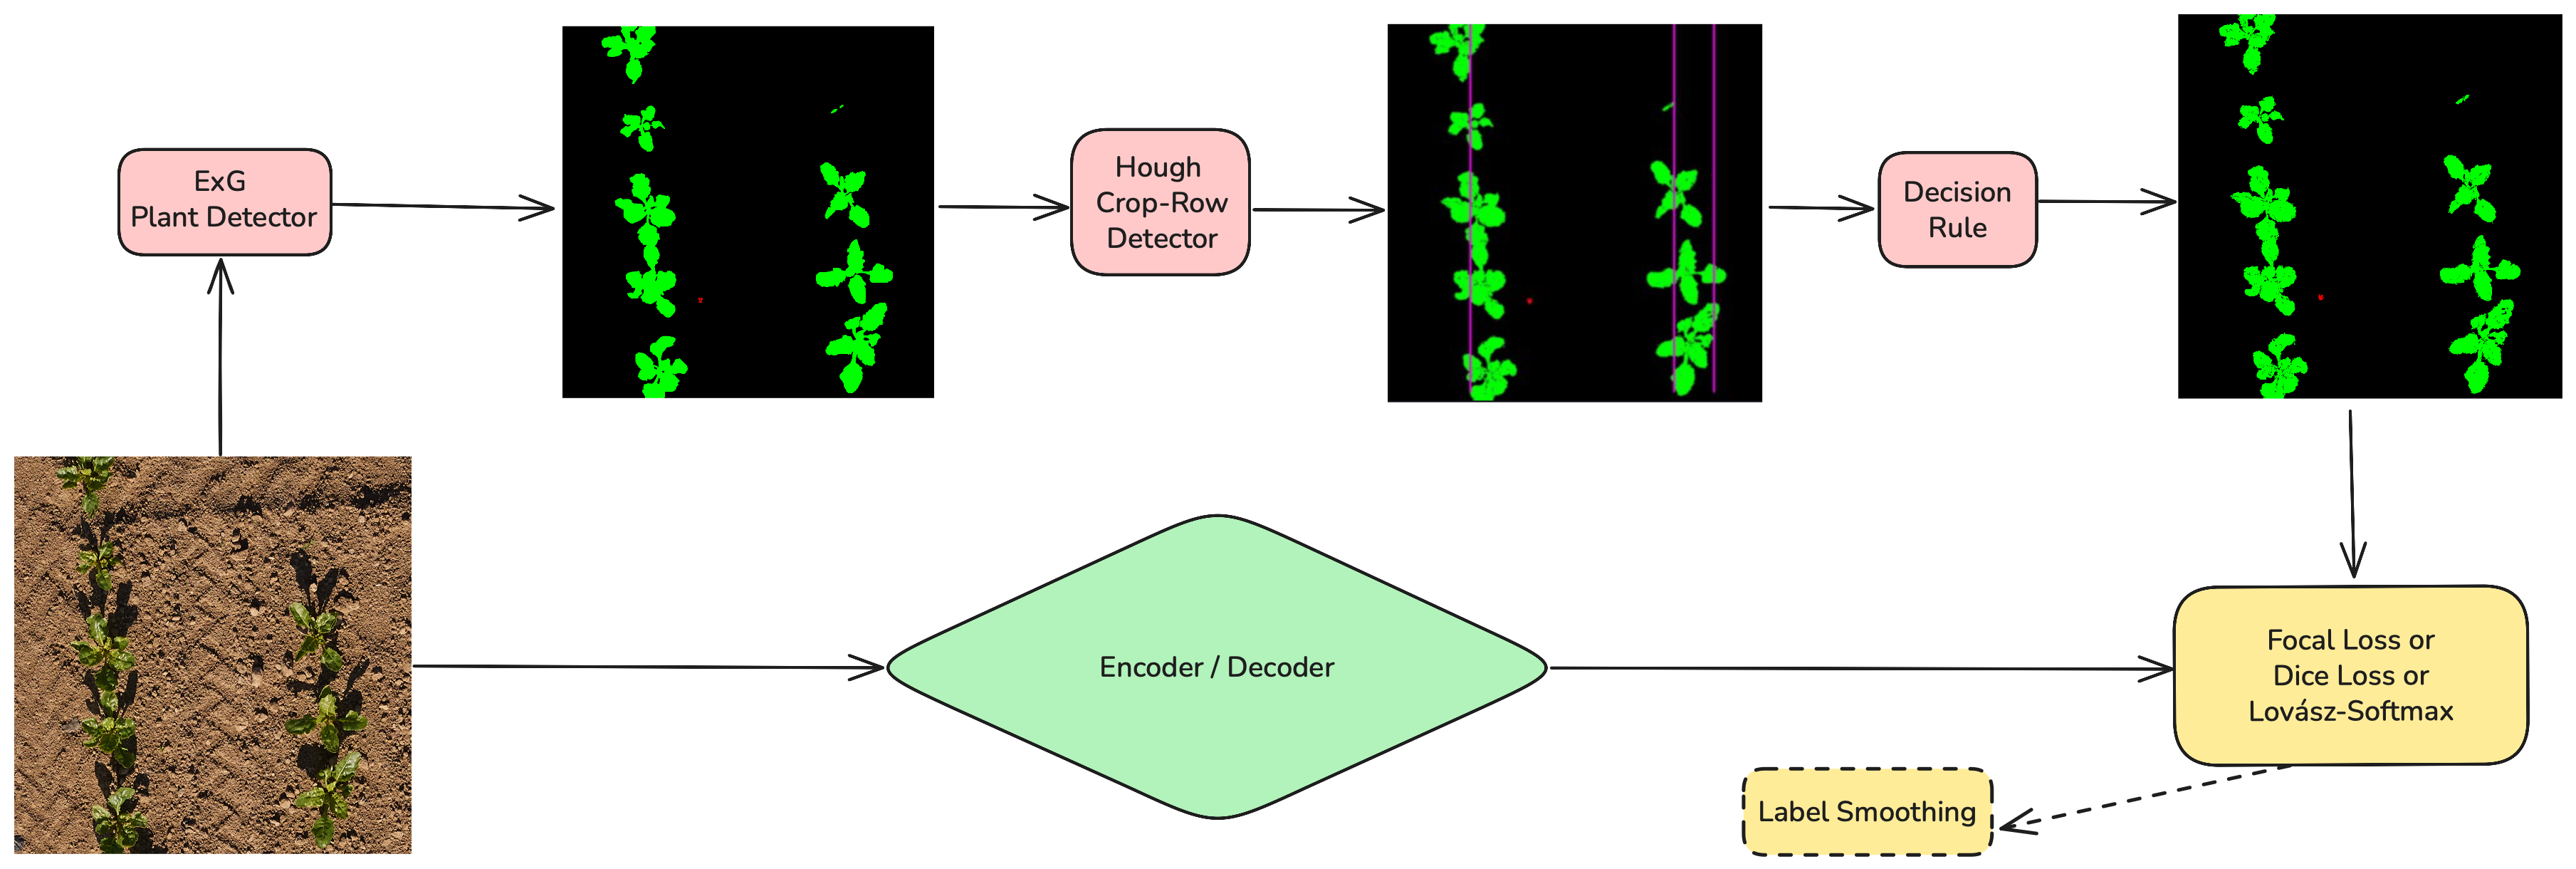 ExG
Plant Detector
Hough
Crop-Row
Detector
Decision
Rule
Encoder / Decoder
Focal Loss or
Dice Loss or
Lovász-Softmax
Label Smoothing